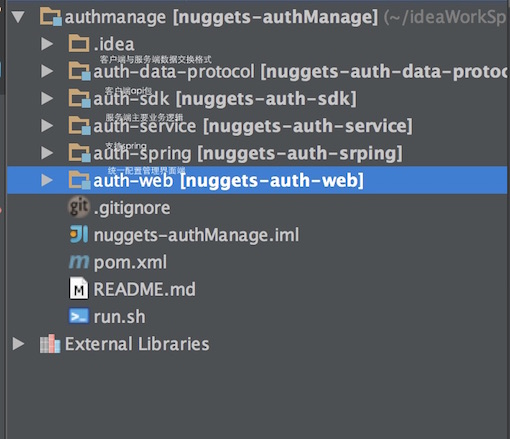 authmanage [nuggets-authManage] (~/ideaWorkSp
.idea
客户端与服务端数据交换格式
auth-data-protocol [nuggets-auth-data-protoc
客户端api包
auth-sdk [nuggets-auth-sdk]
服务端主要业务逻辑
auth-service [nuggets-auth-service]
支持spring
auth-spring [nuggets-auth-srping]
统一配置管理界面端
auth-web [nuggets-auth-web]
.gitignore
nuggets-authManage.iml
pom.xml
README.md
run.sh
External Libraries